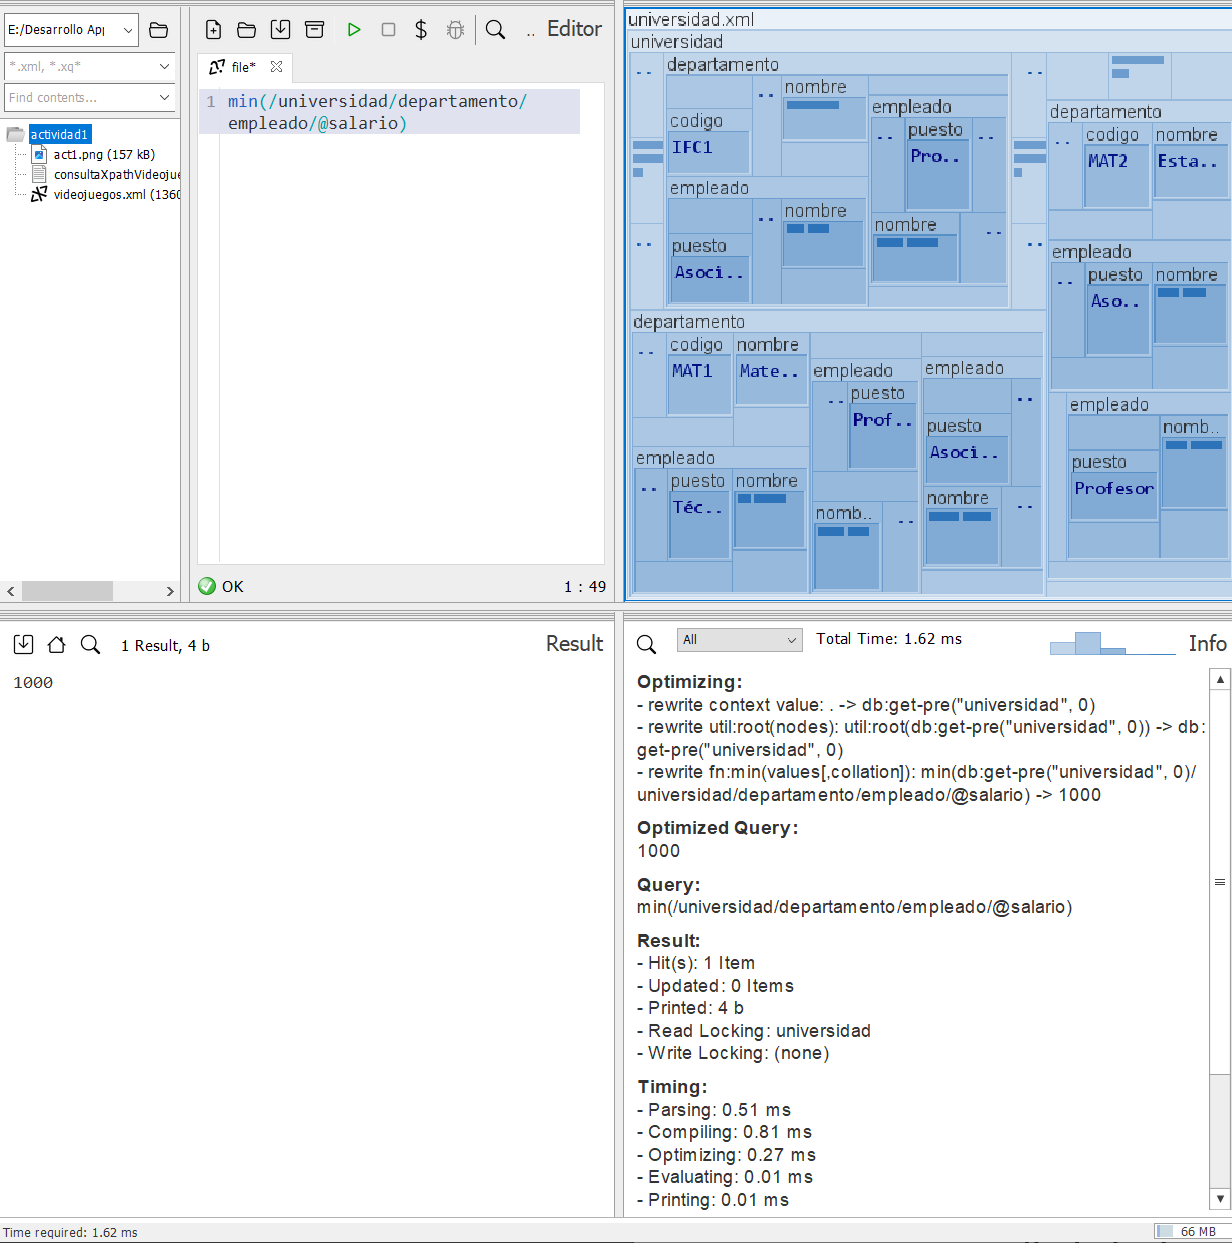 E:/Desarrollo Apj
*.xml, *.xq*
Find contents...
actividad1
act1.png (157 kB)
consultaXpathVideojue
videojuegos.xml (1360
Editor
file*
1 min(/universidad/departamento/
empleado/@salario)
OK
1 : 49
universidad.xml
universidad
departamento
nombre
codigo
IFC1
empleado
puesto
Pro..
empleado
nombre
puesto
Asoci..
nombre
departamento
codigo
MAT2
nombre
Esta..
empleado
puesto
Aso..
nombre
empleado
nomb..
puesto
Profesor
departamento
codigo
MAT1
nombre
Mate..
empleado
puesto
Prof..
nomb..
empleado
puesto
Asoci..
nombre
empleado
puesto
Téc..
nombre
1 Result, 4 b
Result
1000
All
Total Time: 1.62 ms
Info
Optimizing:
- rewrite context value: . -> db:get-pre("universidad", 0)
- rewrite util:root(nodes): util:root(db:get-pre("universidad", 0)) -> db:
get-pre("universidad", 0)
- rewrite fn:min(values[,collation]): min(db:get-pre("universidad", 0)/
universidad/departamento/empleado/@salario) -> 1000
Optimized Query:
1000
Query:
min(/universidad/departamento/empleado/@salario)
Result:
- Hit(s): 1 Item
- Updated: 0 Items
- Printed: 4 b
- Read Locking: universidad
- Write Locking: (none)
Timing:
- Parsing: 0.51 ms
- Compiling: 0.81 ms
- Optimizing: 0.27 ms
- Evaluating: 0.01 ms
- Printing: 0.01 ms
Time required: 1.62 ms
66 MB